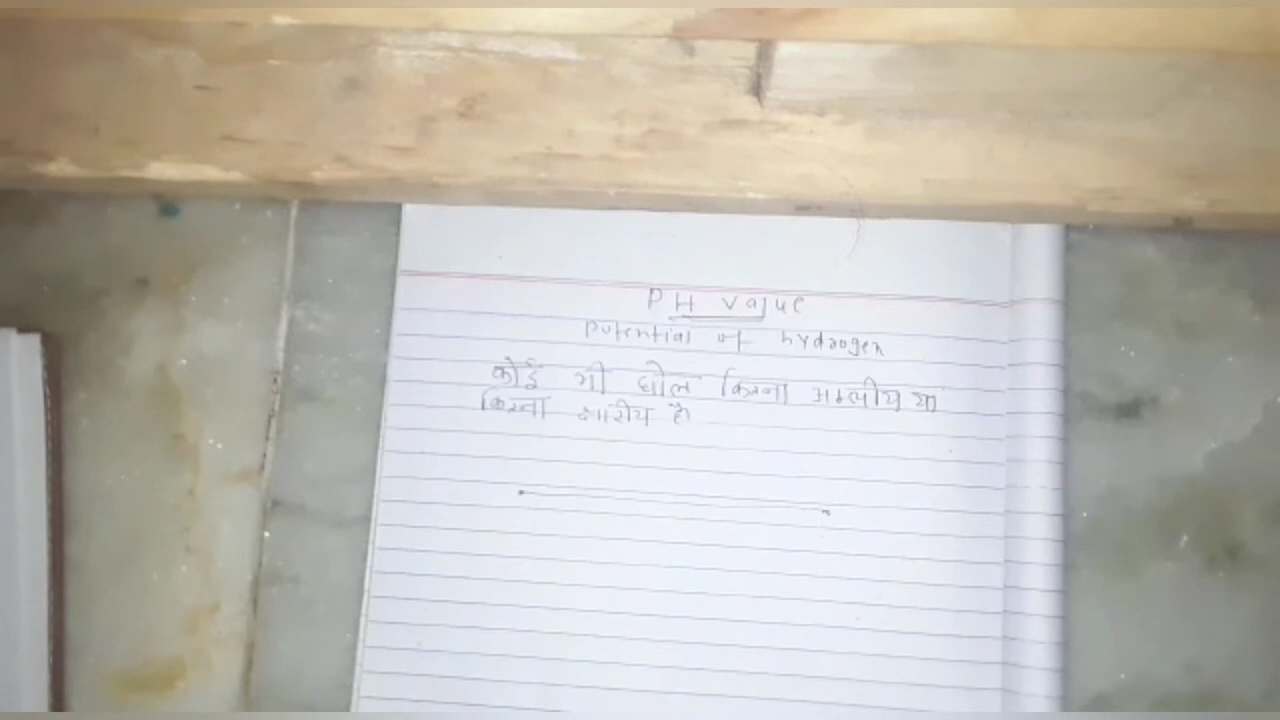 PH value
Potential of hydrogen
कोई भी घोल कितना अम्लीय या
कितना क्षारीय है।